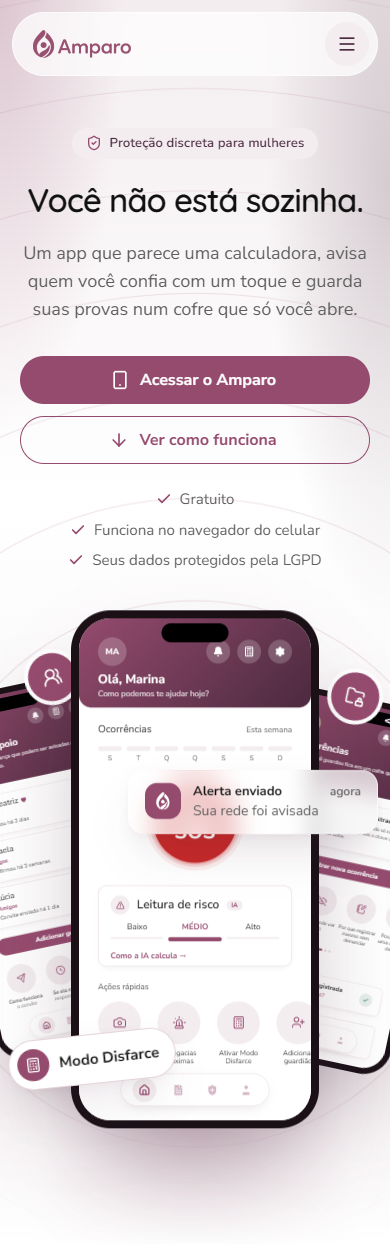 Amparo
Proteção discreta para mulheres
Você não está sozinha.
Um app que parece uma calculadora, avisa
quem você confia com um toque e guarda
suas provas num cofre que só você abre.
Acessar o Amparo
Ver como funciona
Gratuito
Funciona no navegador do celular
Seus dados protegidos pela LGPD
MA
Olá, Marina
Como podemos te ajudar hoje?
Ocorrências
Esta semana
S T Q Q S S D
Alerta enviado
agora
Sua rede foi avisada
SOS
Leitura de risco
IA
Baixo
MÉDIO
Alto
Como a IA calcula →
Ações rápidas
Ativar Modo
Disfarce
Adiciona
guardiã
Modo Disfarce